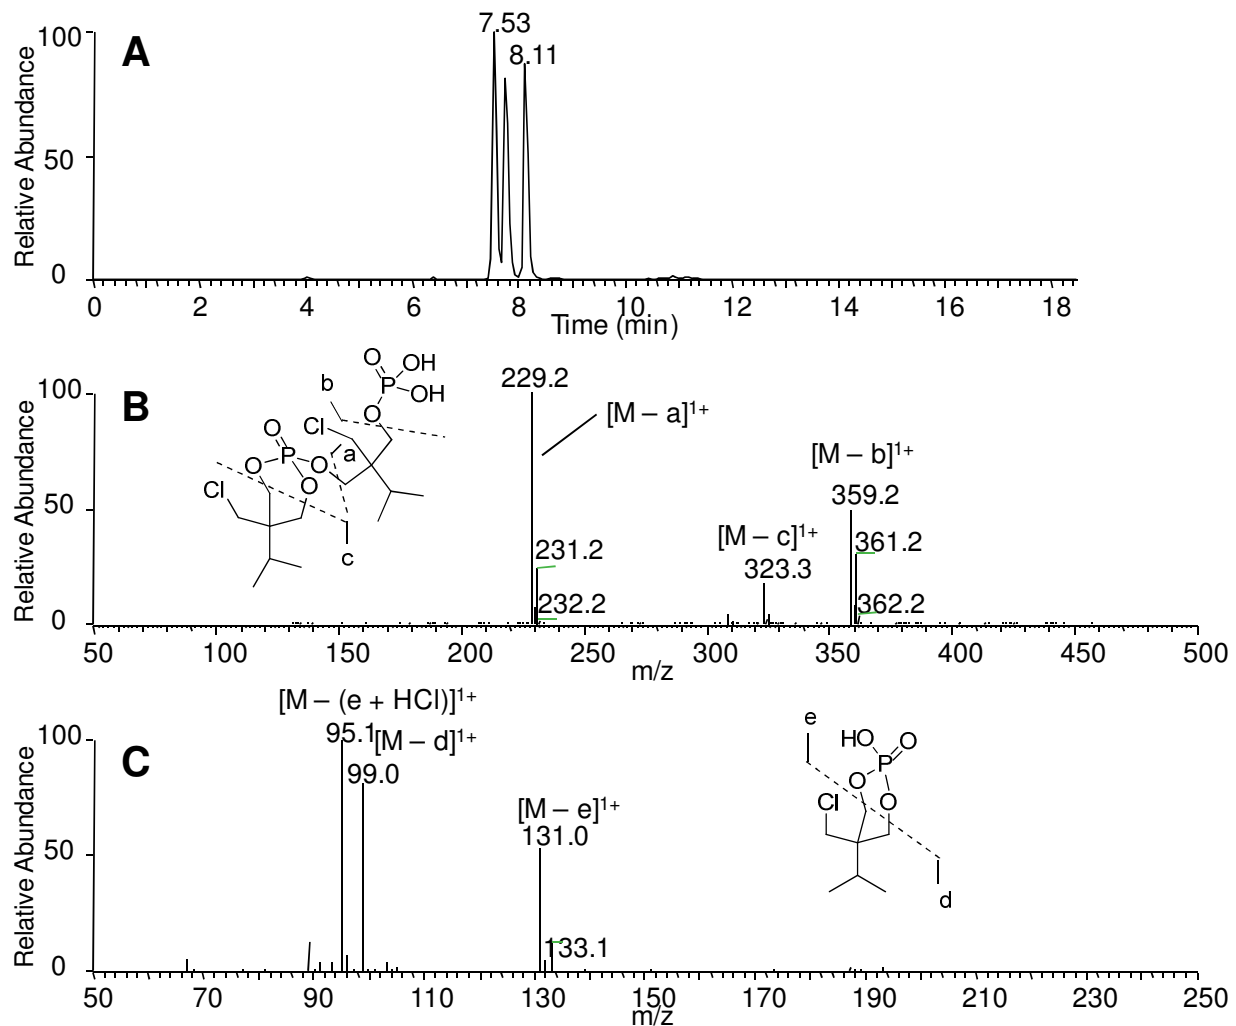 A
7.53
8.11
Relative Abundance
100
50
0
0 2 4 6 8 10 12 14 16 18
Time (min)
B
Relative Abundance
100
50
0
O
OH
P
OH
O
b
Cl
O
P
O
O
a
O
Cl
c
229.2
[M – a]1+
231.2
232.2
[M – c]1+
323.3
[M – b]1+
359.2
361.2
362.2
50 100 150 200 250 300 350 400 450 500
m/z
C
Relative Abundance
100
50
0
[M – (e + HCl)]1+
95.1
[M – d]1+
99.0
[M – e]1+
131.0
133.1
e
HO
O
P
O
O
Cl
d
50 70 90 110 130 150 170 190 210 230 250
m/z